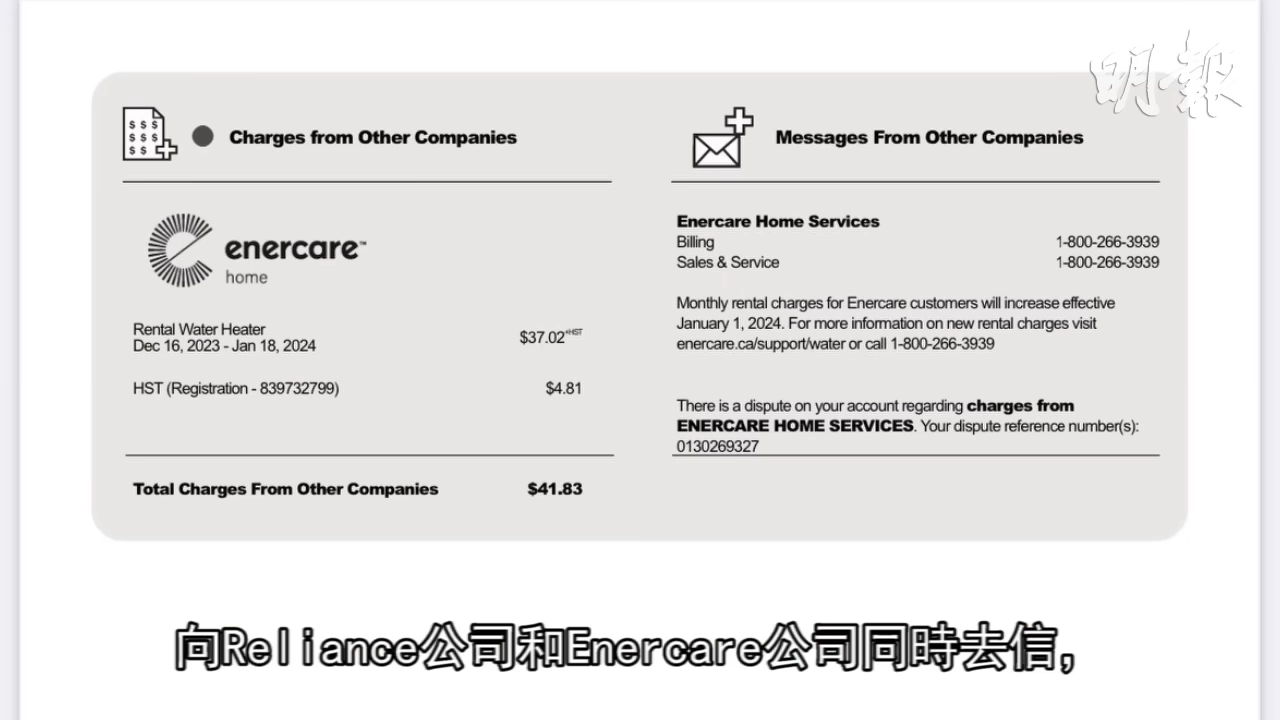 明報
$ $ $
$ $ $
$ $
Charges from Other Companies
enercare™
home
Rental Water Heater
Dec 16, 2023 - Jan 18, 2024
$37.02+HST
HST (Registration - 839732799)
$4.81
Total Charges From Other Companies
$41.83
Messages From Other Companies
Enercare Home Services
Billing
1-800-266-3939
Sales & Service
1-800-266-3939
Monthly rental charges for Enercare customers will increase effective
January 1, 2024. For more information on new rental charges visit
enercare.ca/support/water or call 1-800-266-3939
There is a dispute on your account regarding charges from
ENERCARE HOME SERVICES. Your dispute reference number(s):
0130269327
向Reliance公司和Enercare公司同時去信,